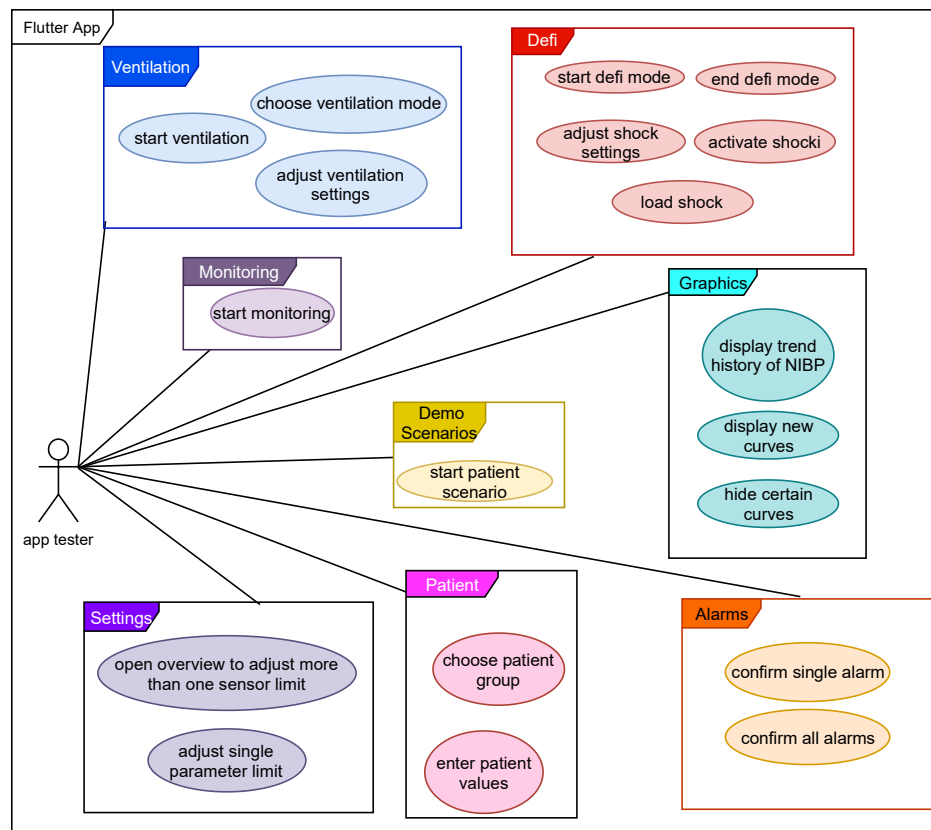 Flutter App
Ventilation
choose ventilation mode
start ventilation
adjust ventilation
settings
Defi
start defi mode
end defi mode
adjust shock
settings
activate shocki
load shock
Monitoring
start monitoring
Graphics
display trend
history of NIBP
display new
curves
hide certain
curves
Demo
Scenarios
start patient
scenario
app tester
Settings
open overview to adjust more
than one sensor limit
adjust single
parameter limit
Patient
choose patient
group
enter patient
values
Alarms
confirm single alarm
confirm all alarms